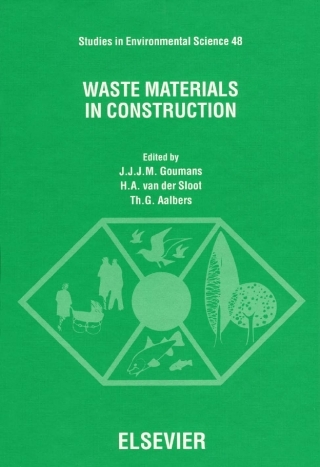 Studies in Environmental Science 48
WASTE MATERIALS
IN CONSTRUCTION
Edited by
J.J.J.M. Goumans
H.A. van der Sloot
Th.G. Aalbers
ELSEVIER